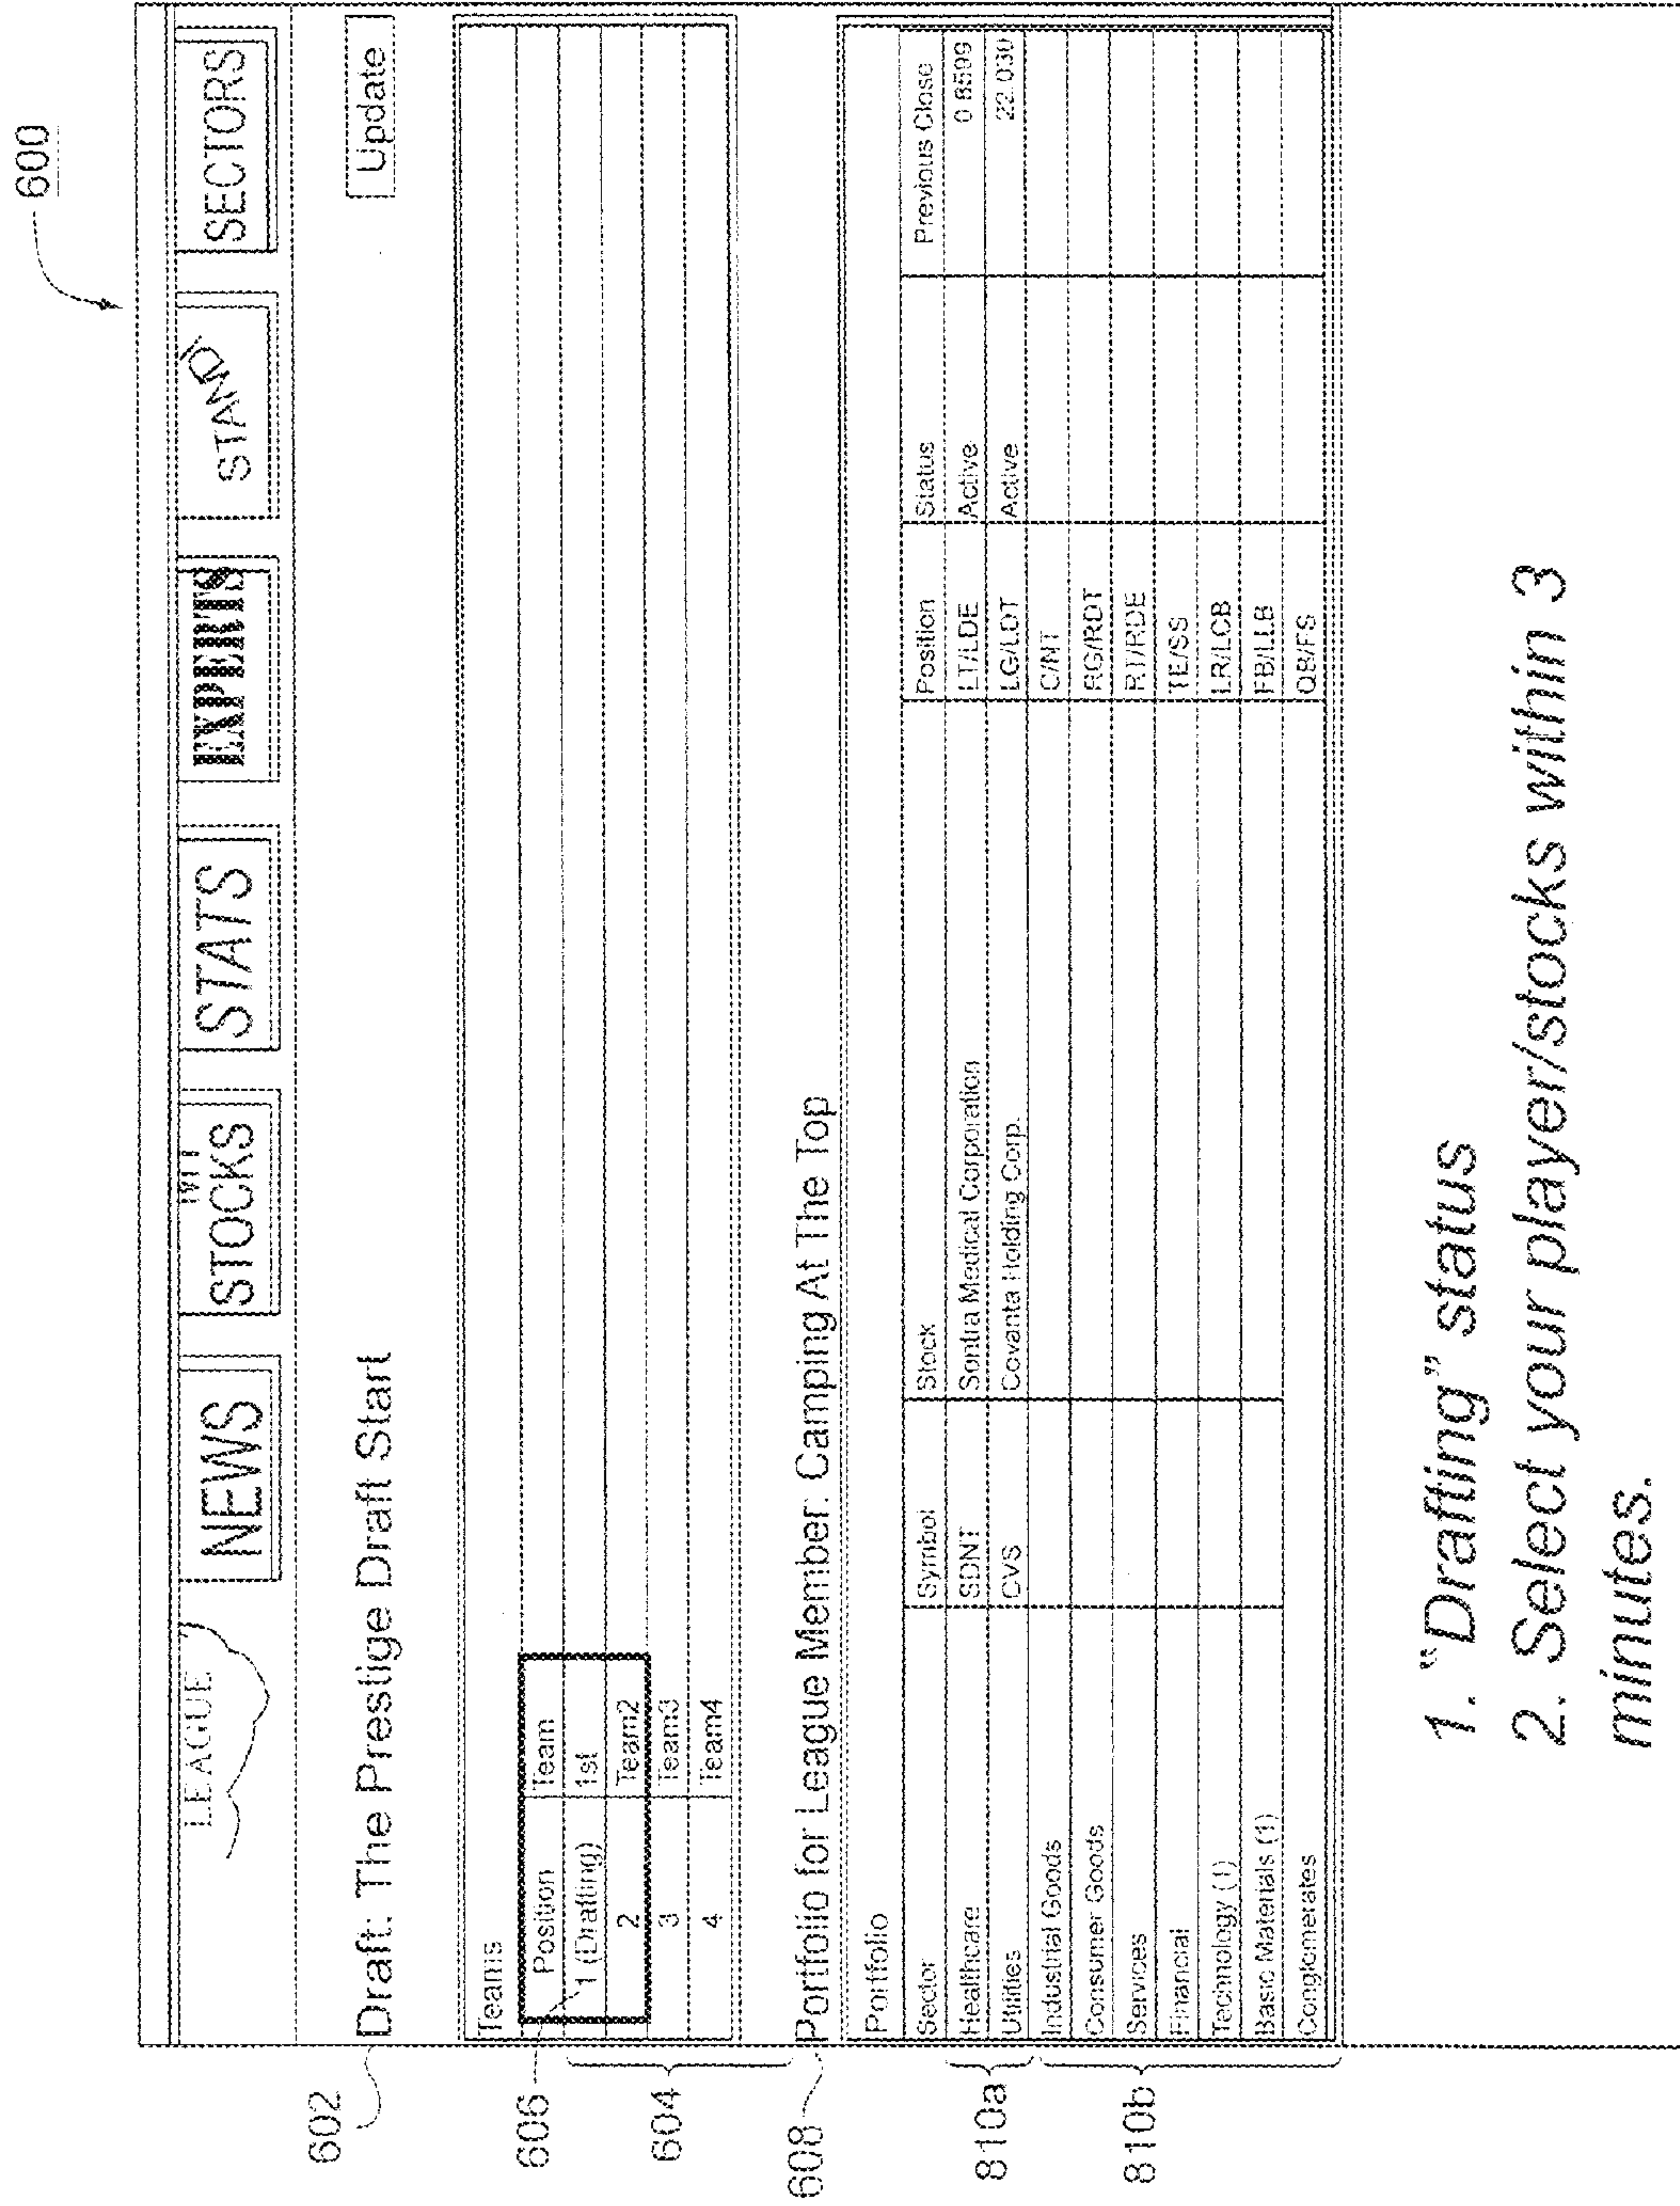 600
LEAGUE NEWS MY STOCKS STATS EXPERTS STAND SECTORS
602 Draft: The Prestige Draft Start Update
Teams
606 Position Team
1 (Drafting) 1st
2 Team2
604 3 Team3
4 Team4
608 Portfolio for League Member: Camping At The Top
Portfolio
Sector Symbol Stock Position Status Previous Close
810a Healthcare SONT Sontra Medical Corporation LT/LDE Active 0.8599
Utilities CVS Covanta Holding Corp. LG/LDT Active 22.030
Industrial Goods C/NT
Consumer Goods RG/RDT
810b Services RT/RDE
Financial TE/SS
Technology (1) LR/LCB
Basic Materials (1) FB/LLB
Conglomerates QB/FS
1. "Drafting" status
2. Select your player/stocks within 3
minutes.